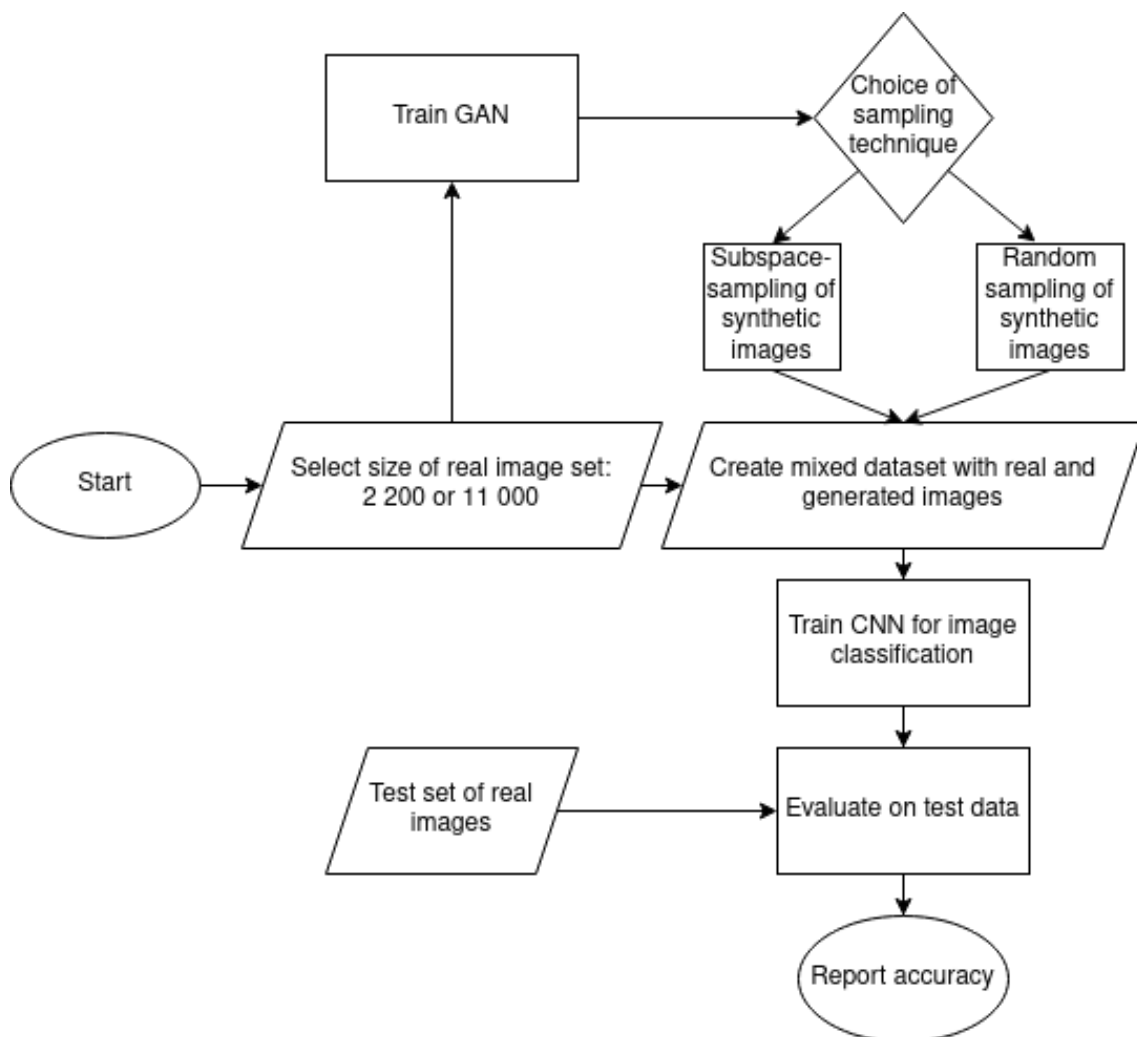 Train GAN
Choice of
sampling
technique
Subspace-
sampling of
synthetic
images
Random
sampling of
synthetic
images
Start
Select size of real image set:
2 200 or 11 000
Create mixed dataset with real and
generated images
Train CNN for image
classification
Test set of real
images
Evaluate on test data
Report accuracy